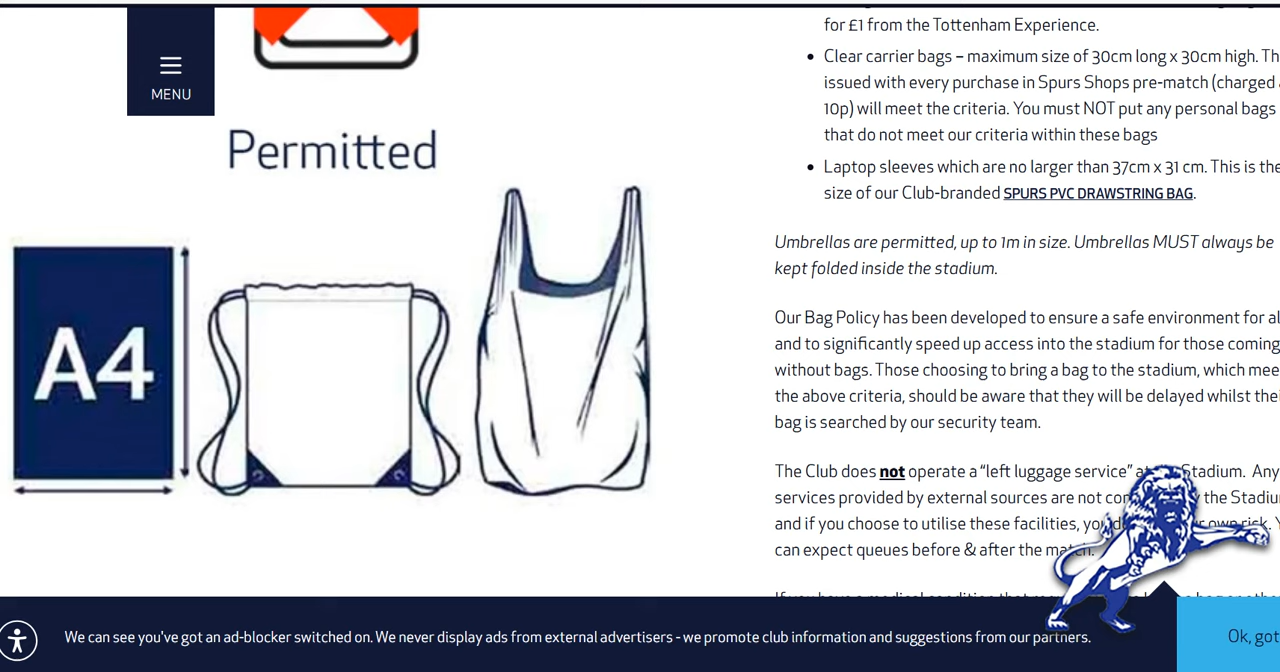 MENU
Permitted
A4
for £1 from the Tottenham Experience.
Clear carrier bags – maximum size of 30cm long x 30cm high.
issued with every purchase in Spurs Shops pre-match (charged
10p) will meet the criteria. You must NOT put any personal bags
that do not meet our criteria within these bags
Laptop sleeves which are no larger than 37cm x 31 cm. This is the
size of our Club-branded SPURS PVC DRAWSTRING BAG.
Umbrellas are permitted, up to 1m in size. Umbrellas MUST always be
kept folded inside the stadium.
Our Bag Policy has been developed to ensure a safe environment for
and to significantly speed up access into the stadium for those coming
without bags. Those choosing to bring a bag to the stadium, which
the above criteria, should be aware that they will be delayed whilst
bag is searched by our security team.
The Club does not operate a “left luggage service” Stadium. Any
services provided by external sources are not the
and if you choose to utilise these facilities, own risk.
can expect queues before & after the match.
We can see you've got an ad-blocker switched on. We never display ads from external advertisers - we promote club information and suggestions from our partners.
Ok, got